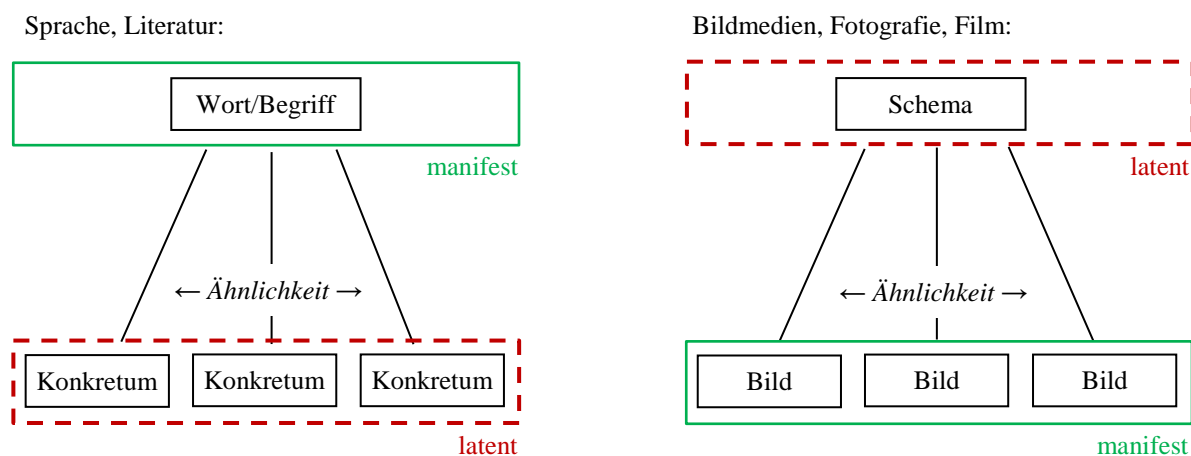 Sprache, Literatur:
Wort/Begriff
manifest
← Ähnlichkeit →
Konkretum Konkretum Konkretum
latent
Bildmedien, Fotografie, Film:
Schema
latent
← Ähnlichkeit →
Bild Bild Bild
manifest